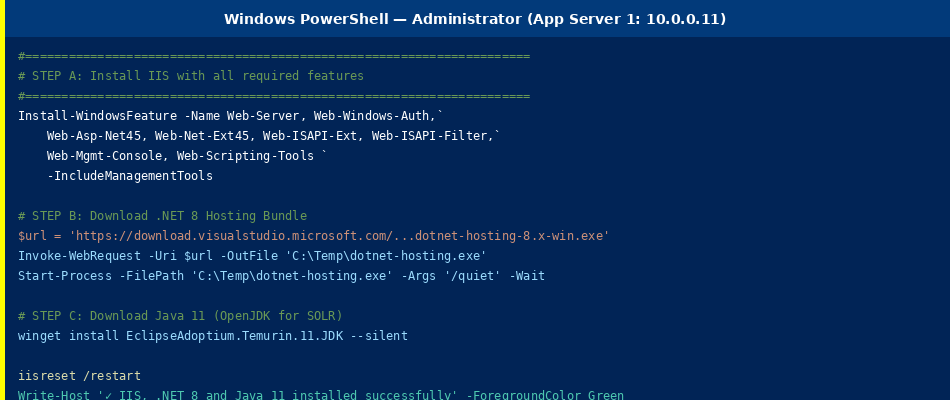 Windows PowerShell — Administrator (App Server 1: 10.0.0.11)
#======================================================================
# STEP A: Install IIS with all required features
#======================================================================
Install-WindowsFeature -Name Web-Server, Web-Windows-Auth,`
    Web-Asp-Net45, Web-Net-Ext45, Web-ISAPI-Ext, Web-ISAPI-Filter,`
    Web-Mgmt-Console, Web-Scripting-Tools `
    -IncludeManagementTools
# STEP B: Download .NET 8 Hosting Bundle
$url = 'https://download.visualstudio.microsoft.com/...dotnet-hosting-8.x-win.exe'
Invoke-WebRequest -Uri $url -OutFile 'C:\Temp\dotnet-hosting.exe'
Start-Process -FilePath 'C:\Temp\dotnet-hosting.exe' -Args '/quiet' -Wait
# STEP C: Download Java 11 (OpenJDK for SOLR)
winget install EclipseAdoptium.Temurin.11.JDK --silent
iisreset /restart
Write-Host '✓ IIS, .NET 8 and Java 11 installed successfully' -ForegroundColor Green